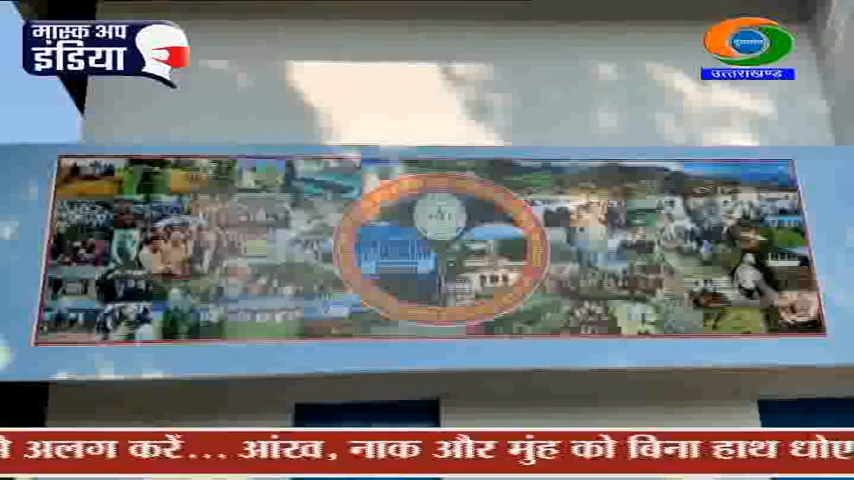 मास्क अप
इंडिया
उत्तराखण्ड
अलग करें... आंख, नाक और मुंह को बिना हाथ धोए